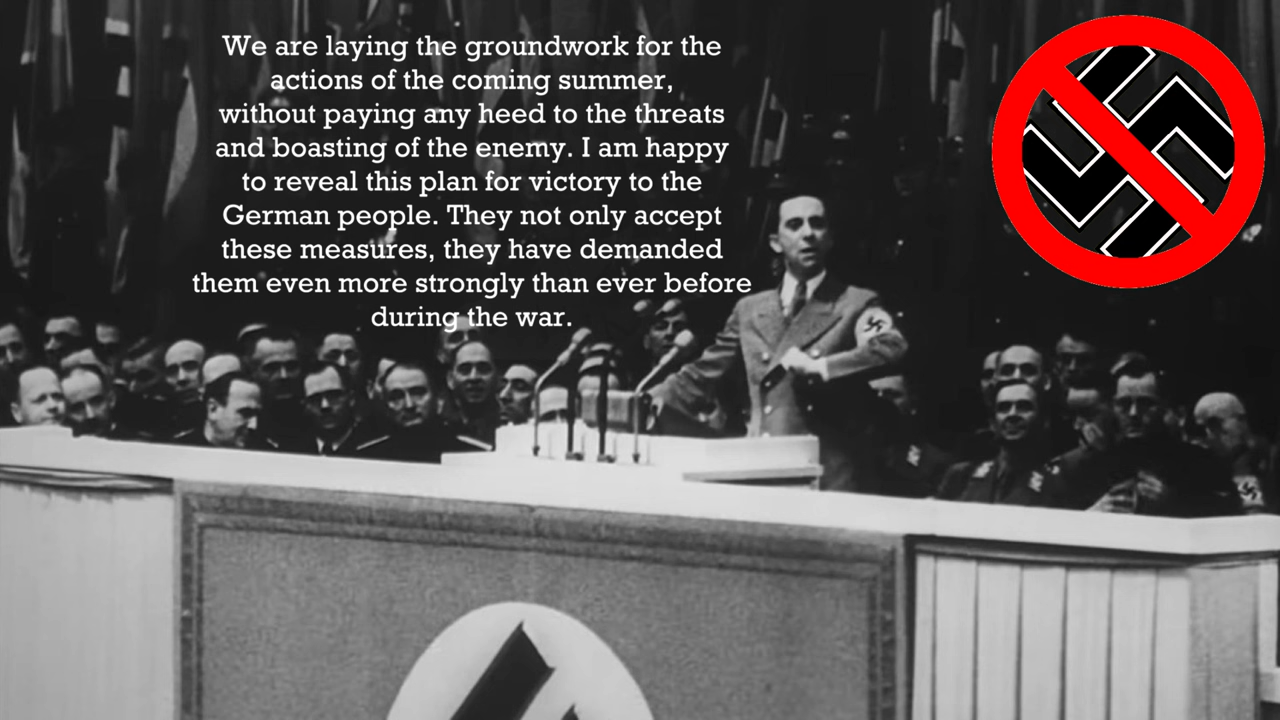 We are laying the groundwork for the
actions of the coming summer,
without paying any heed to the threats
and boasting of the enemy. I am happy
to reveal this plan for victory to the
German people. They not only accept
these measures, they have demanded
them even more strongly than ever before
during the war.